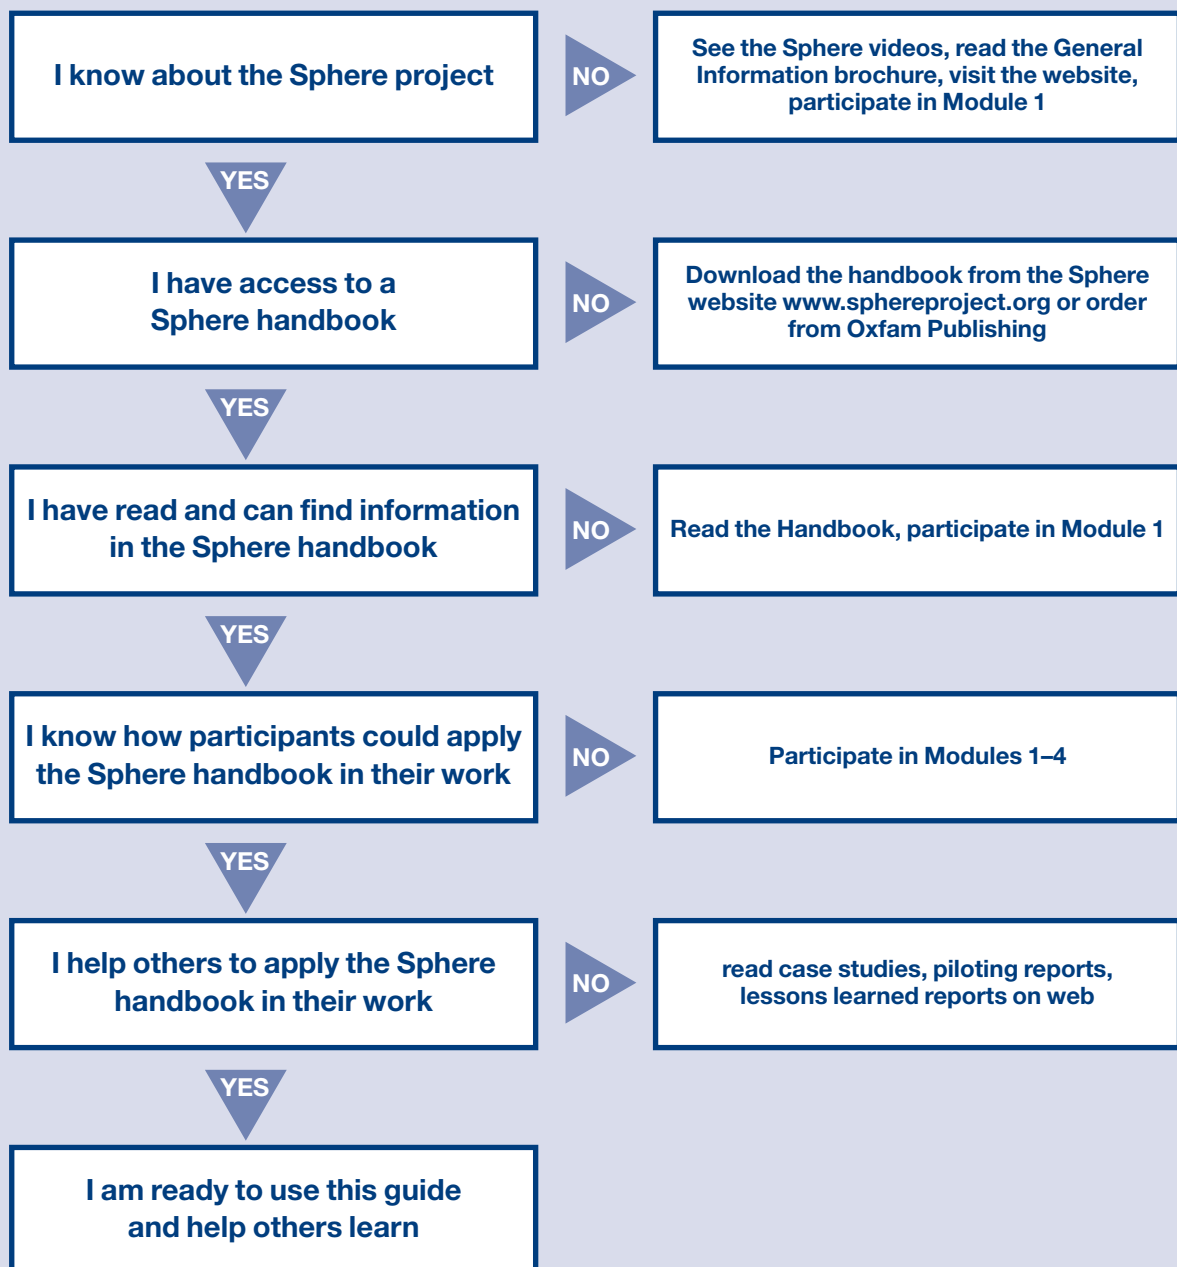 I know about the Sphere project
NO
See the Sphere videos, read the General
Information brochure, visit the website,
participate in Module 1
YES
I have access to a
Sphere handbook
NO
Download the handbook from the Sphere
website www.sphereproject.org or order
from Oxfam Publishing
YES
I have read and can find information
in the Sphere handbook
NO
Read the Handbook, participate in Module 1
YES
I know how participants could apply
the Sphere handbook in their work
NO
Participate in Modules 1–4
YES
I help others to apply the Sphere
handbook in their work
NO
read case studies, piloting reports,
lessons learned reports on web
YES
I am ready to use this guide
and help others learn